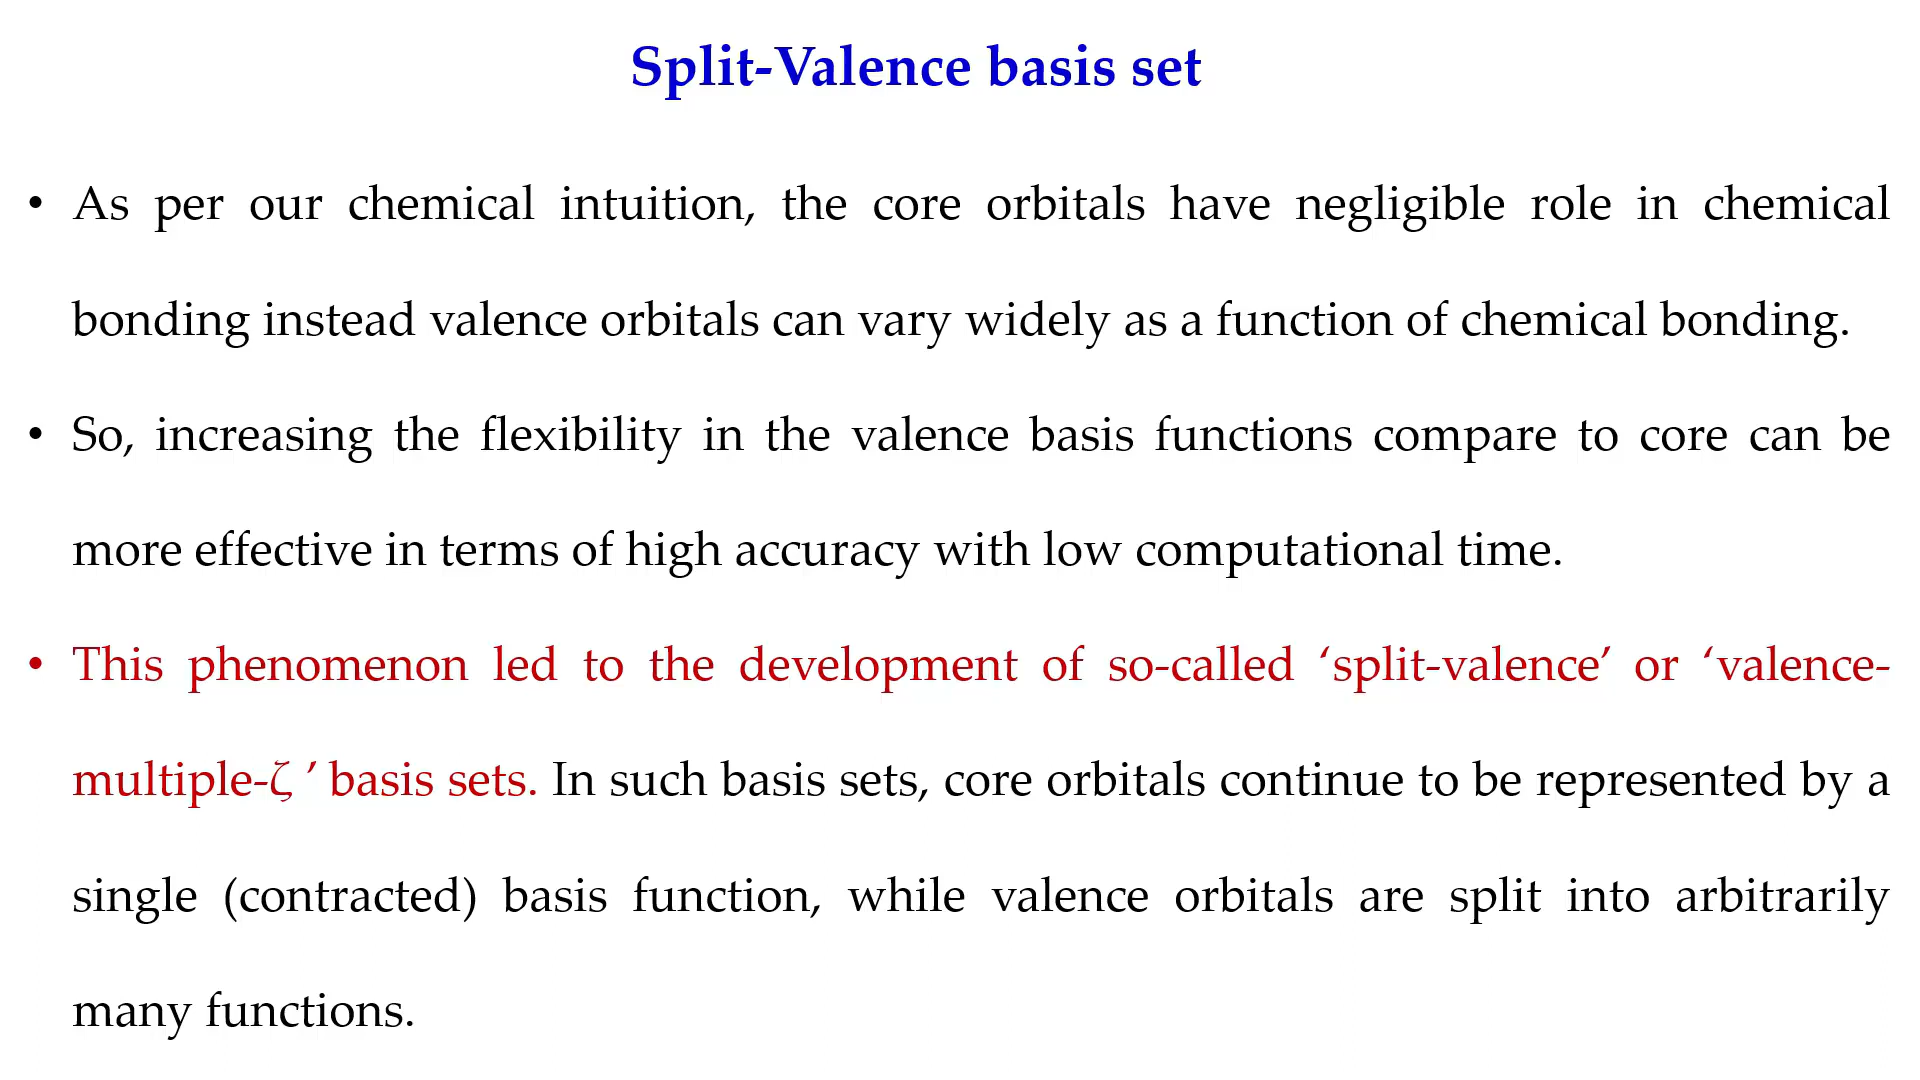 Split-Valence basis set
• As per our chemical intuition, the core orbitals have negligible role in chemical
bonding instead valence orbitals can vary widely as a function of chemical bonding.
• So, increasing the flexibility in the valence basis functions compare to core can be
more effective in terms of high accuracy with low computational time.
• This phenomenon led to the development of so-called ‘split-valence’ or ‘valence-
multiple-ζ ’ basis sets. In such basis sets, core orbitals continue to be represented by a
single (contracted) basis function, while valence orbitals are split into arbitrarily
many functions.